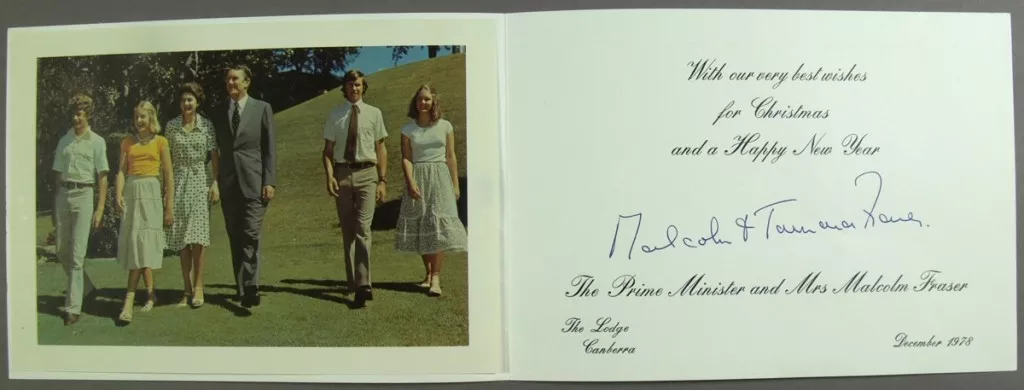 With our very best wishes
for Christmas
and a Happy New Year
Malcolm & Tamara Fraser.
The Prime Minister and Mrs Malcolm Fraser
The Lodge
Canberra
December 1978